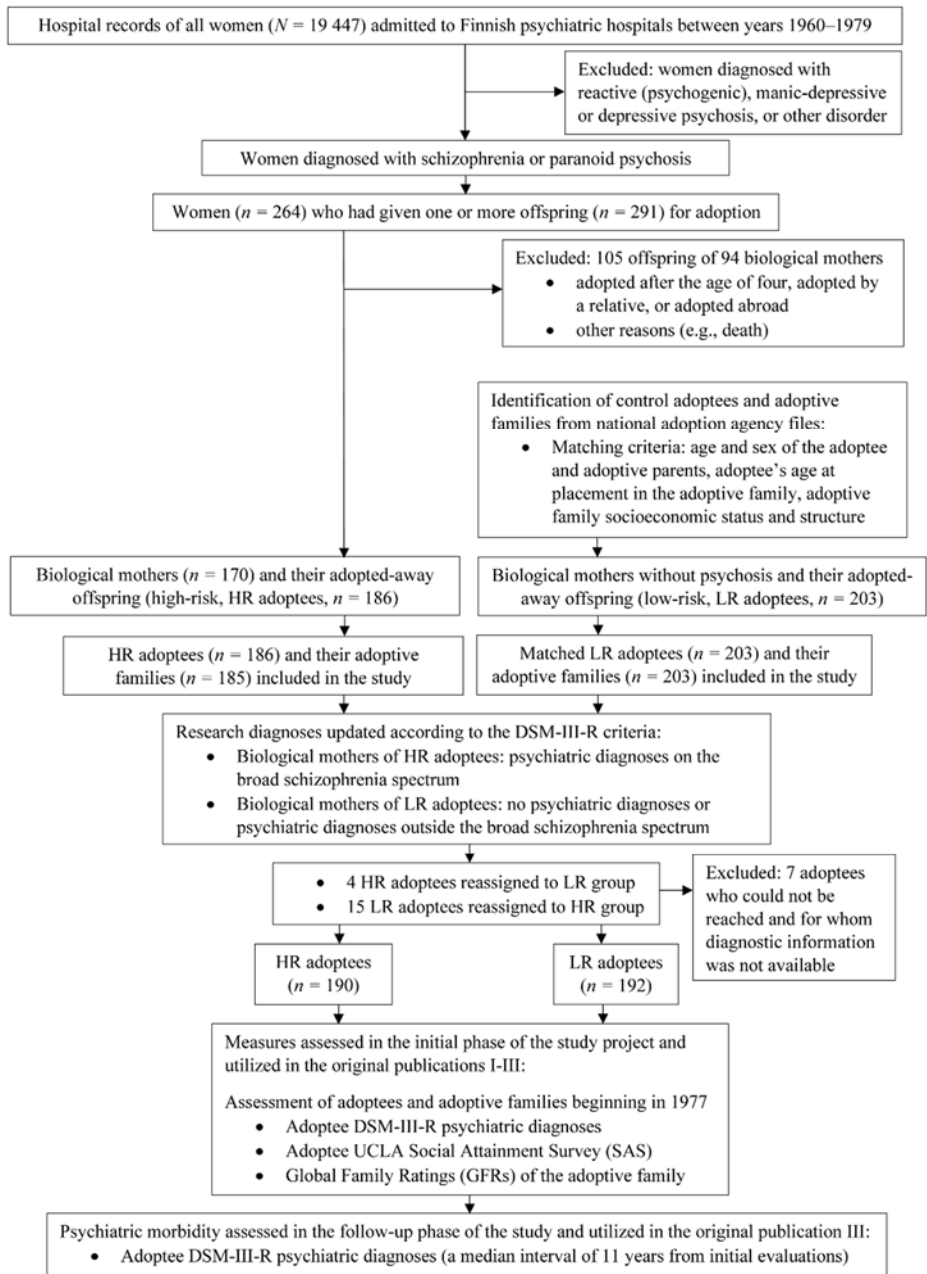 Hospital records of all women (N = 19 447) admitted to Finnish psychiatric hospitals between years 1960–1979
Excluded: women diagnosed with
reactive (psychogenic), manic-depressive
or depressive psychosis, or other disorder
Women diagnosed with schizophrenia or paranoid psychosis
Women (n = 264) who had given one or more offspring (n = 291) for adoption
Excluded: 105 offspring of 94 biological mothers
• adopted after the age of four, adopted by
a relative, or adopted abroad
• other reasons (e.g., death)
Identification of control adoptees and adoptive
families from national adoption agency files:
• Matching criteria: age and sex of the adoptee
and adoptive parents, adoptee's age at
placement in the adoptive family, adoptive
family socioeconomic status and structure
Biological mothers (n = 170) and their adopted-away
offspring (high-risk, HR adoptees, n = 186)
Biological mothers without psychosis and their adopted-
away offspring (low-risk, LR adoptees, n = 203)
HR adoptees (n = 186) and their adoptive
families (n = 185) included in the study
Matched LR adoptees (n = 203) and their
adoptive families (n = 203) included in the study
Research diagnoses updated according to the DSM-III-R criteria:
• Biological mothers of HR adoptees: psychiatric diagnoses on the
broad schizophrenia spectrum
• Biological mothers of LR adoptees: no psychiatric diagnoses or
psychiatric diagnoses outside the broad schizophrenia spectrum
• 4 HR adoptees reassigned to LR group
• 15 LR adoptees reassigned to HR group
Excluded: 7 adoptees
who could not be
reached and for whom
diagnostic information
was not available
HR adoptees
(n = 190)
LR adoptees
(n = 192)
Measures assessed in the initial phase of the study project and
utilized in the original publications I-III:
Assessment of adoptees and adoptive families beginning in 1977
• Adoptee DSM-III-R psychiatric diagnoses
• Adoptee UCLA Social Attainment Survey (SAS)
• Global Family Ratings (GFRs) of the adoptive family
Psychiatric morbidity assessed in the follow-up phase of the study and utilized in the original publication III:
• Adoptee DSM-III-R psychiatric diagnoses (a median interval of 11 years from initial evaluations)